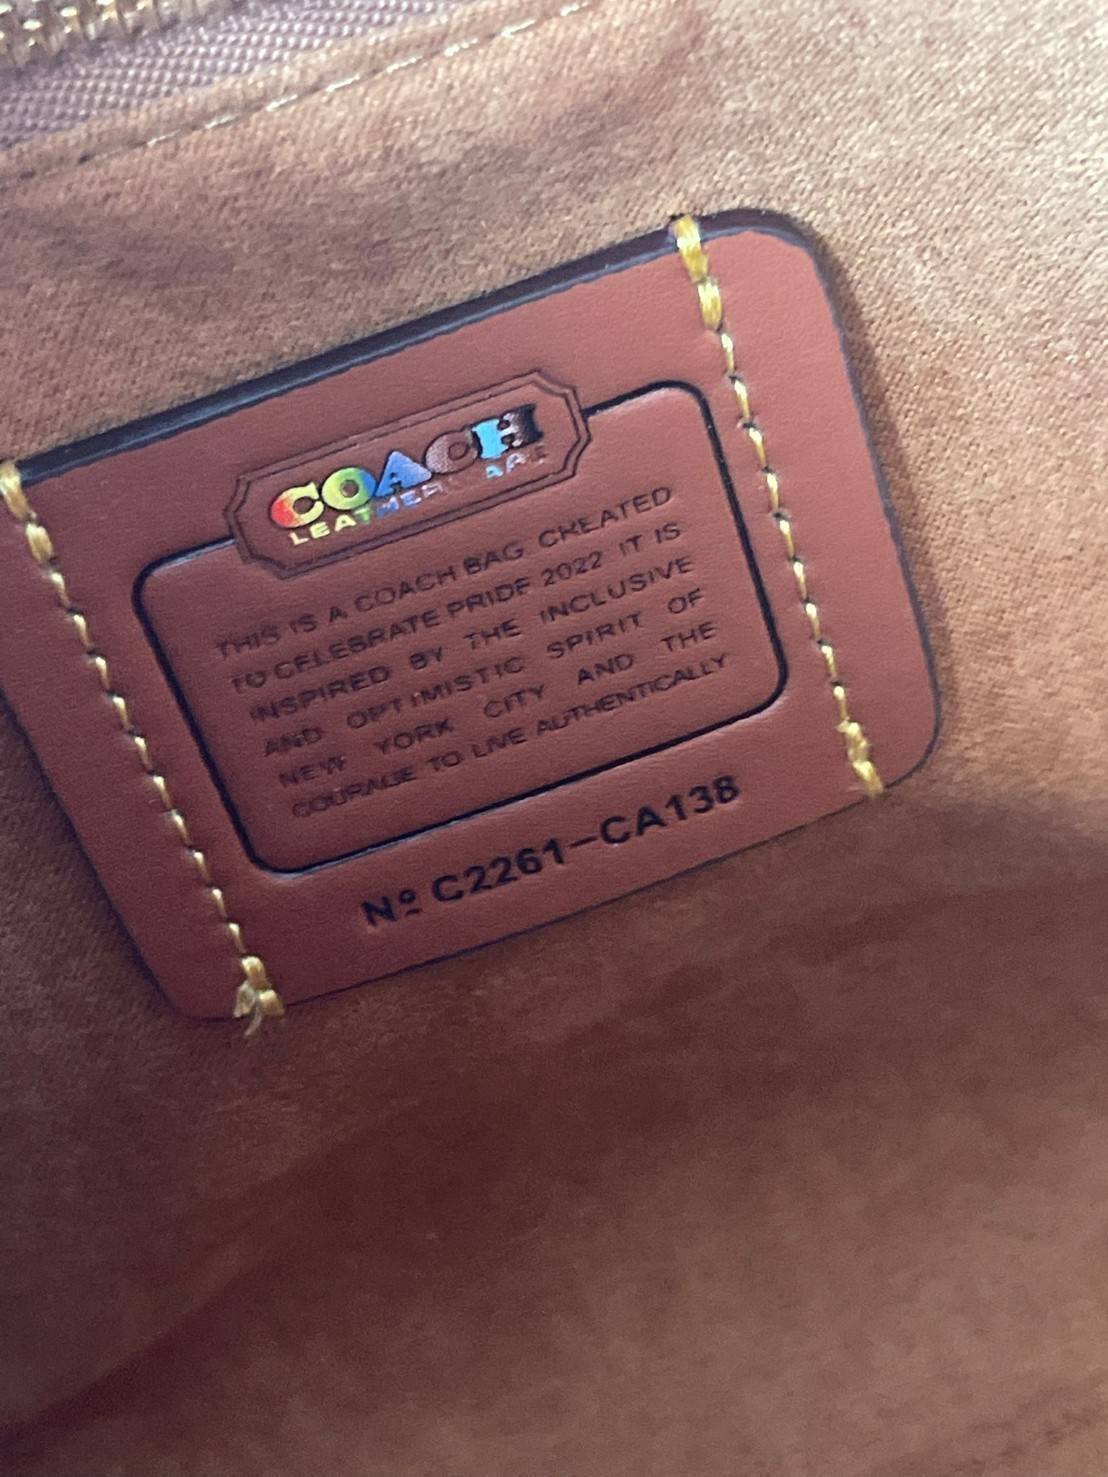 COACH
LEATHERWARE
THIS IS A COACH BAG CREATED
TO CELEBRATE PRIDE 2022 IT IS
INSPIRED BY THE INCLUSIVE
AND OPTIMISTIC SPIRIT OF
NEW YORK CITY AND THE
COURAGE TO LIVE AUTHENTICALLY
Nº C2261-CA138